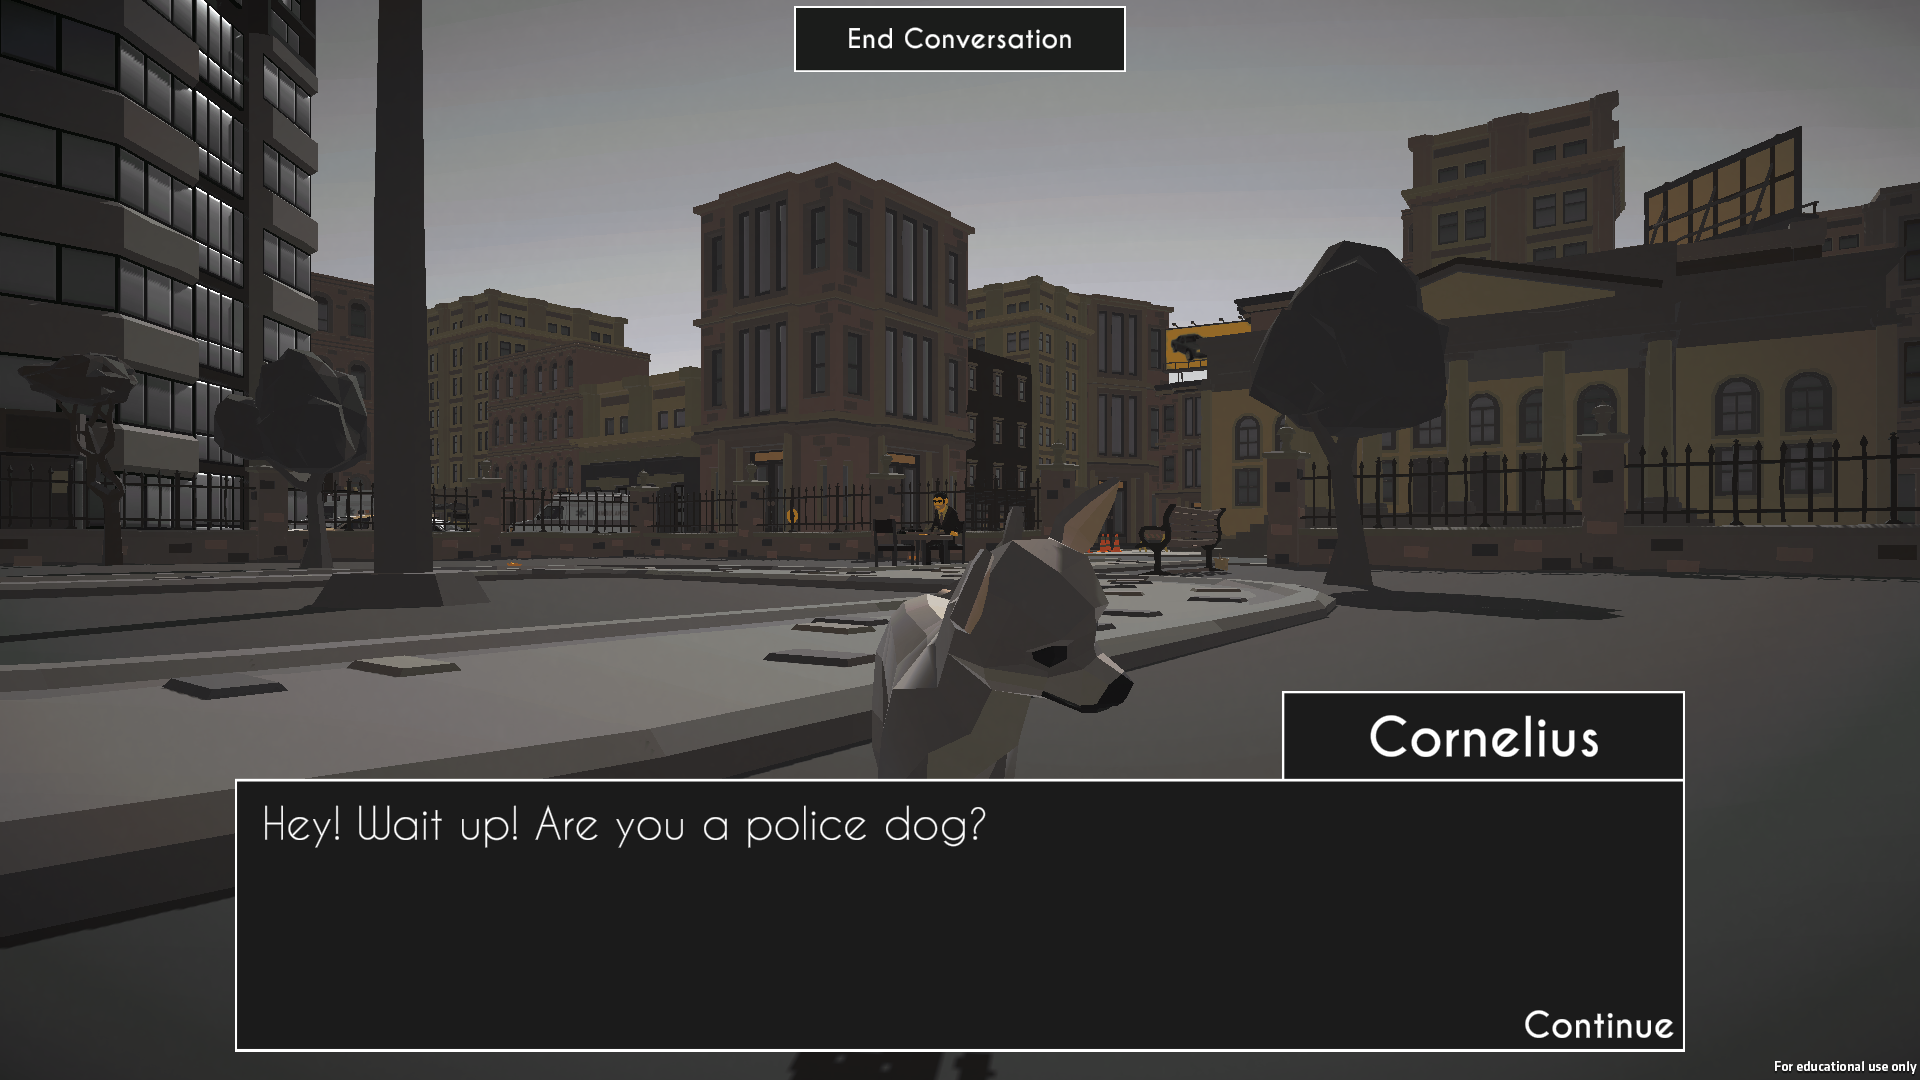 End Conversation
Cornelius
Hey! Wait up! Are you a police dog?
Continue
For educational use only